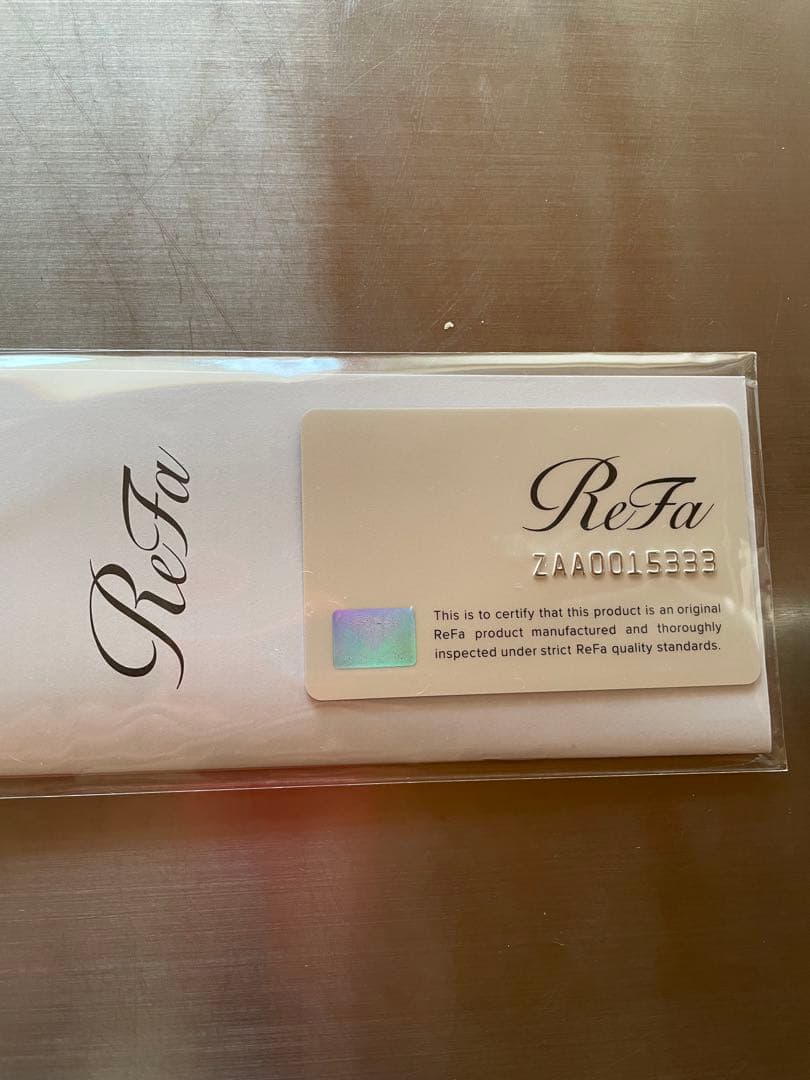 ReFa
ReFa
ZAA0015333
This is to certify that this product is an original
ReFa product manufactured and thoroughly
inspected under strict ReFa quality standards.